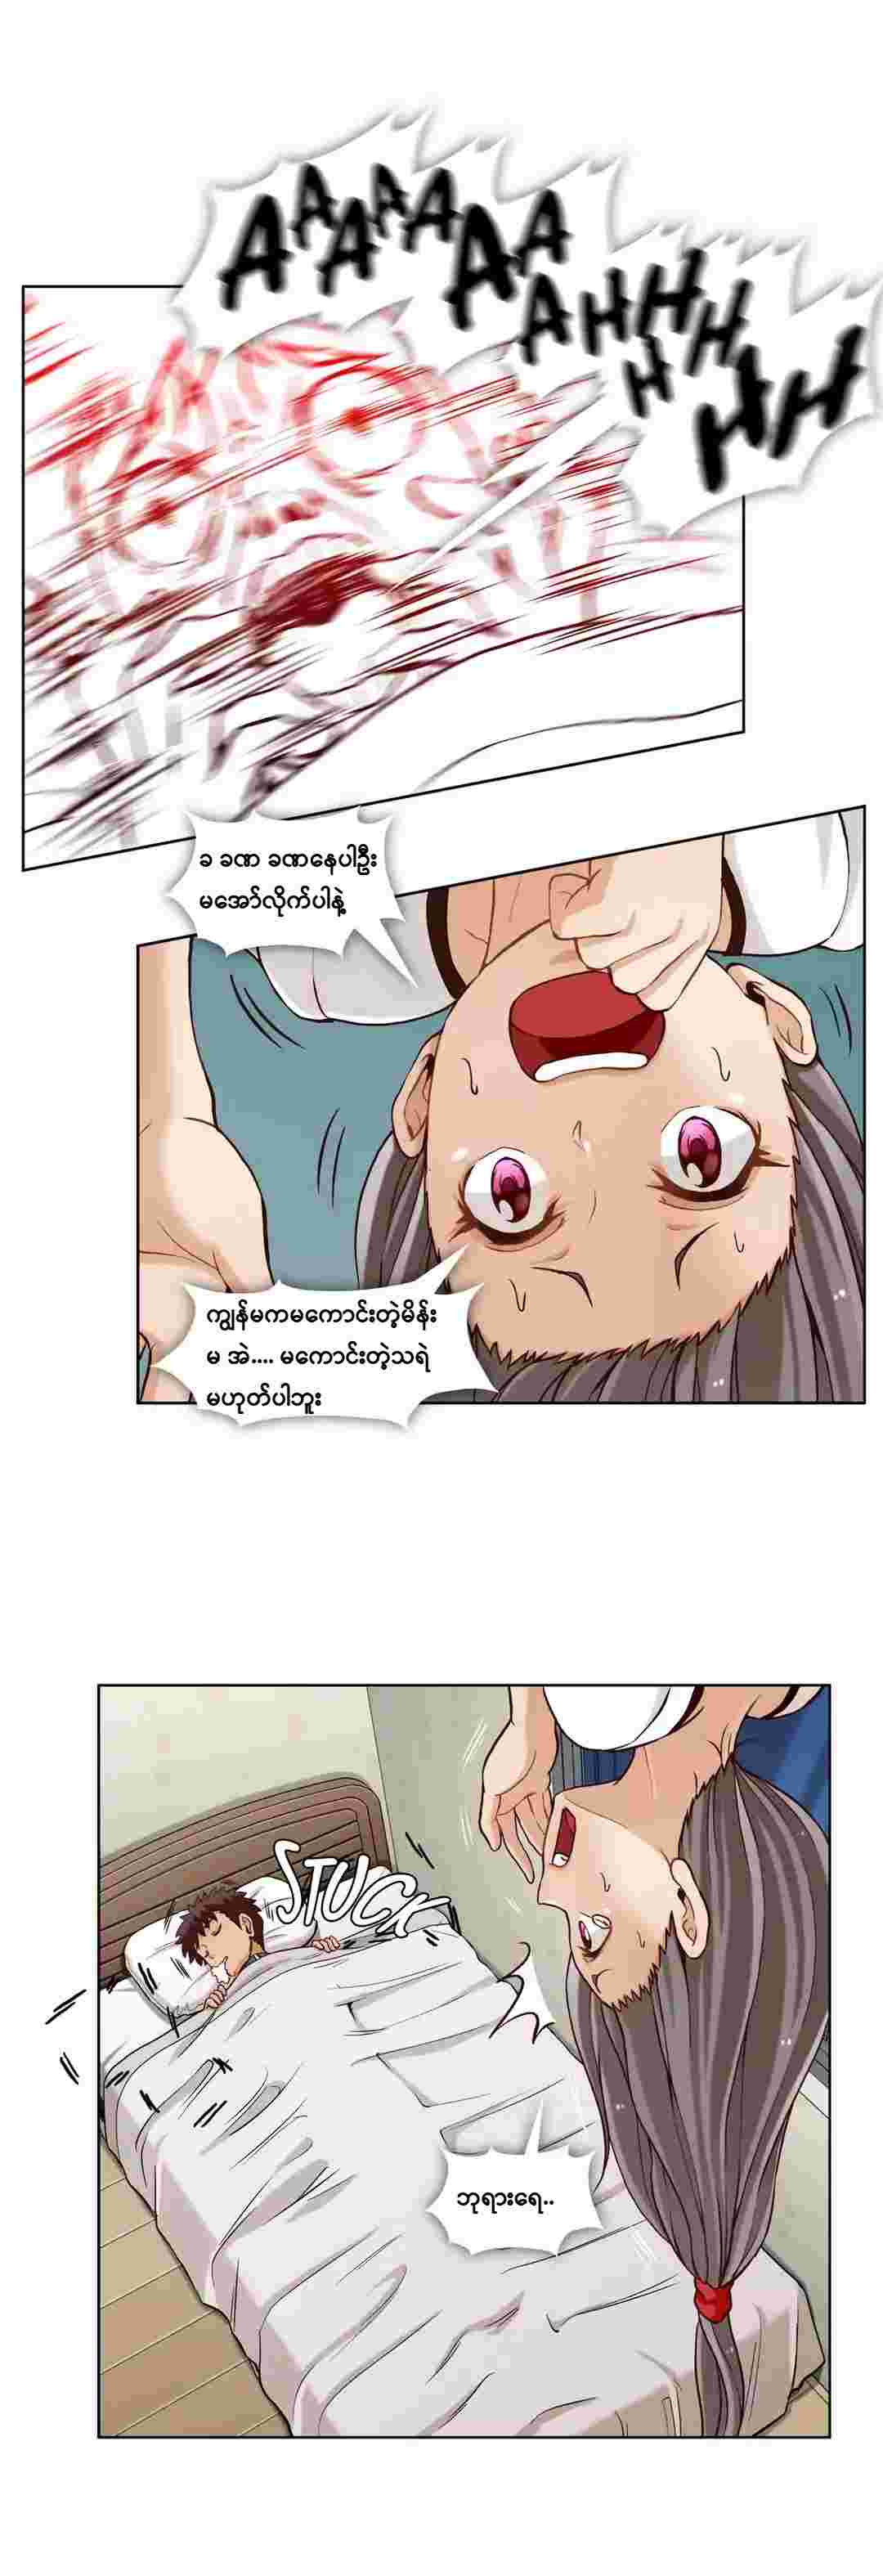 AAAAAAAAHHHHHH
ခ ခဏ ခဏနေပါဦး
မအော်လိုက်ပါနဲ့
ကျွန်မကမကောင်းတဲ့မိန်း
မ အဲ.... မကောင်းတဲ့သရဲ
မဟုတ်ပါဘူး
STUCK
ဘုရားရေ..